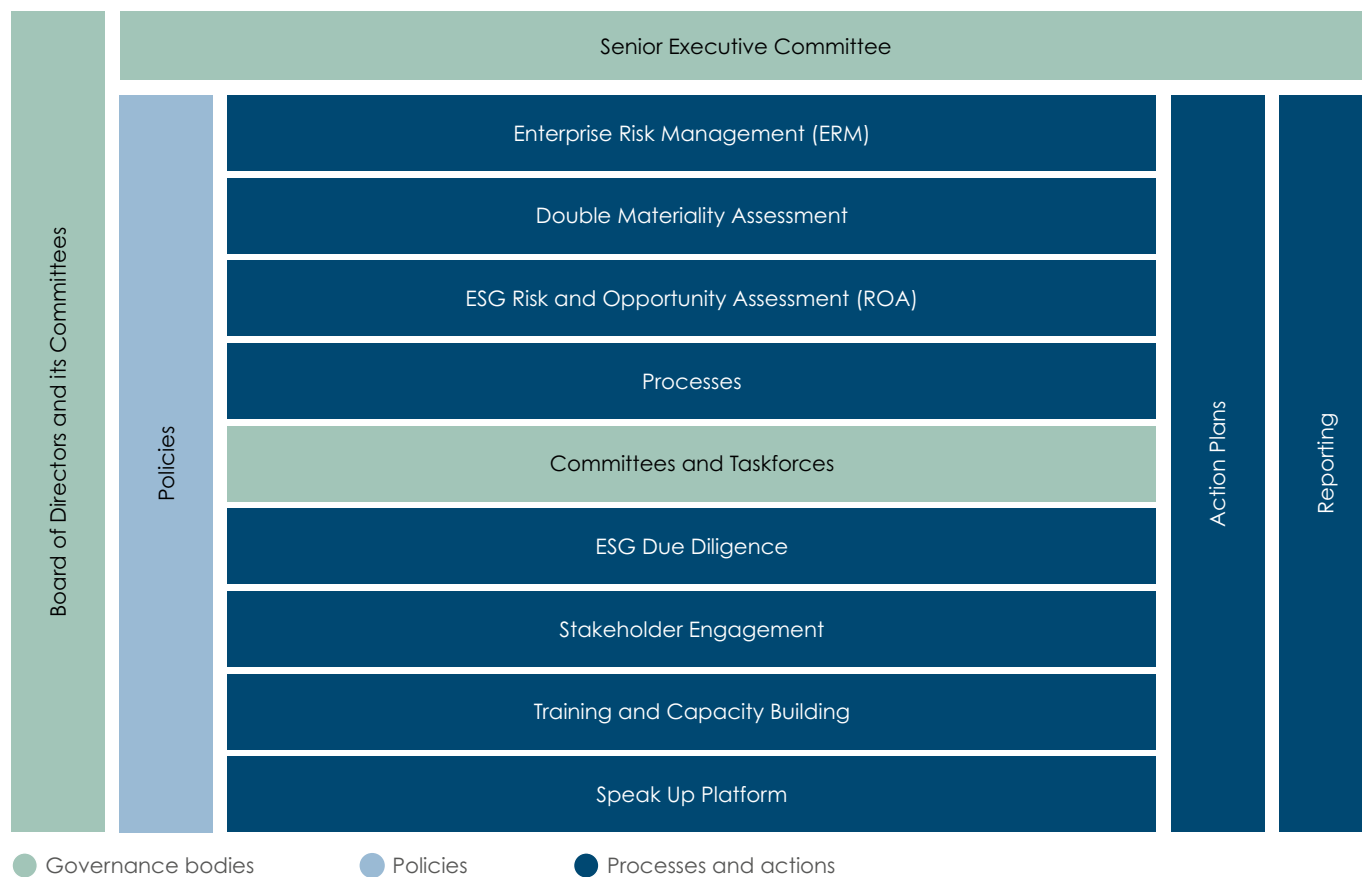 Board of Directors and its Committees
Senior Executive Committee
Policies
Enterprise Risk Management (ERM)
Double Materiality Assessment
ESG Risk and Opportunity Assessment (ROA)
Processes
Committees and Taskforces
ESG Due Diligence
Stakeholder Engagement
Training and Capacity Building
Speak Up Platform
Action Plans
Reporting
Governance bodies
Policies
Processes and actions